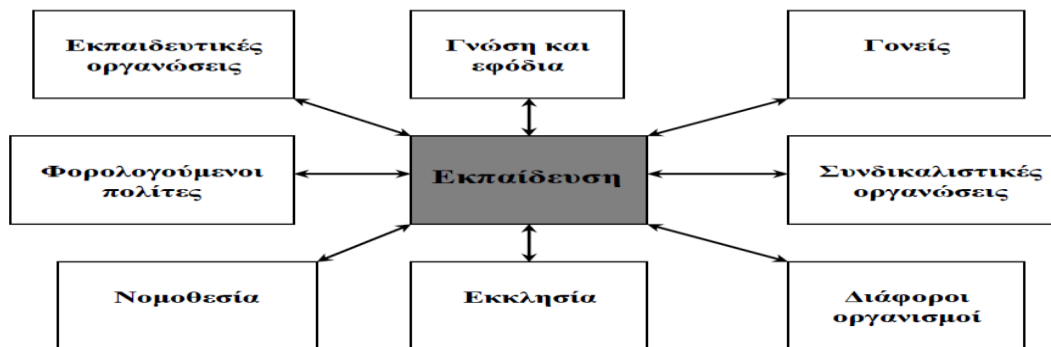 Εκπαιδευτικές
οργανώσεις
Γνώση και
εφόδια
Γονείς
Φορολογούμενοι
πολίτες
Εκπαίδευση
Συνδικαλιστικές
οργανώσεις
Νομοθεσία
Εκκλησία
Διάφοροι
οργανισμοί